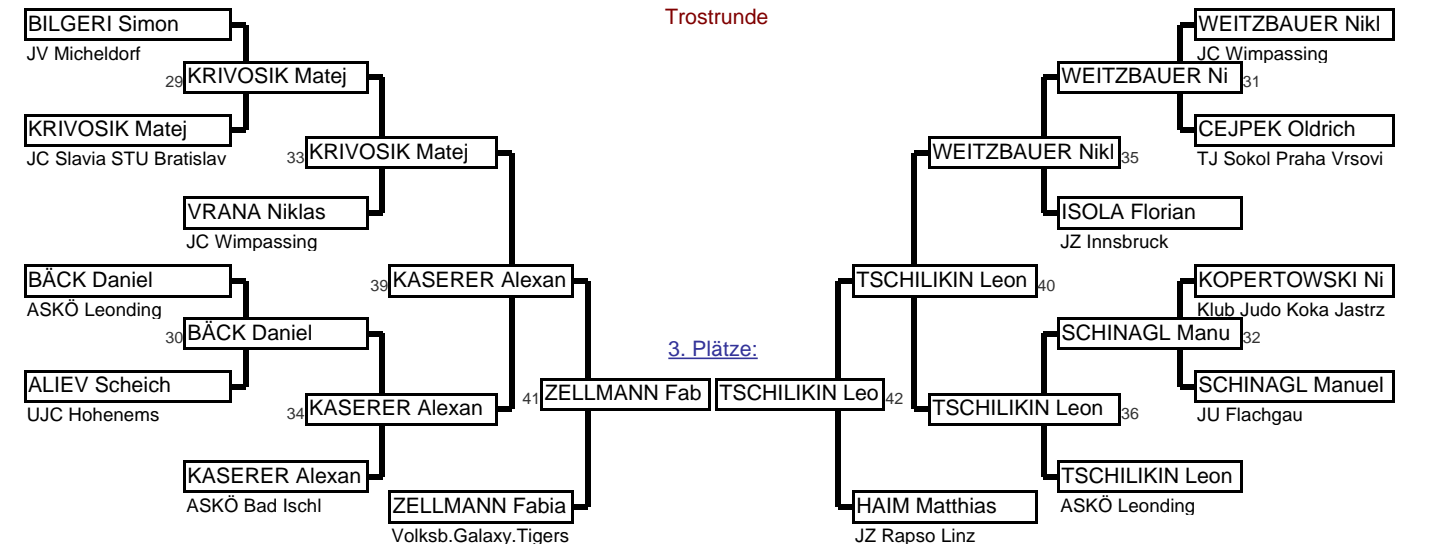 Trostrunde
BILGERI Simon
JV Micheldorf
29 KRIVOSIK Matej
KRIVOSIK Matej
JC Slavia STU Bratislav
33 KRIVOSIK Matej
VRANA Niklas
JC Wimpassing
BÄCK Daniel
ASKÖ Leonding
39 KASERER Alexan
30 BÄCK Daniel
ALIEV Scheich
UJC Hohenems
34 KASERER Alexan
KASERER Alexan
ASKÖ Bad Ischl
41 ZELLMANN Fab
ZELLMANN Fabia
Volksb.Galaxy.Tigers
3. Plätze:
WEITZBAUER Nikl
JC Wimpassing
WEITZBAUER Ni 31
CEJPEK Oldrich
TJ Sokol Praha Vrsovi
WEITZBAUER Nikl 35
ISOLA Florian
JZ Innsbruck
TSCHILIKIN Leon 40
KOPERTOWSKI Ni
Klub Judo Koka Jastrz
SCHINAGL Manu 32
SCHINAGL Manuel
JU Flachgau
TSCHILIKIN Leo 42
TSCHILIKIN Leon 36
TSCHILIKIN Leon
ASKÖ Leonding
HAIM Matthias
JZ Rapso Linz